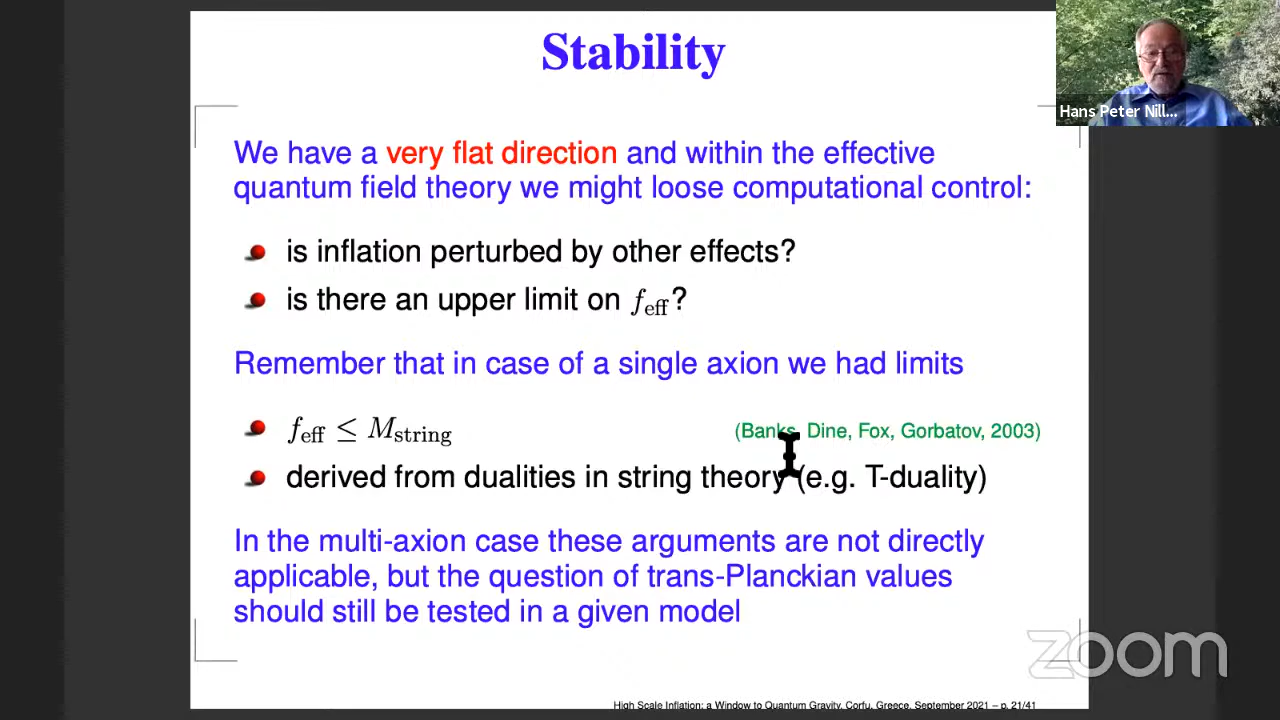 Stability
Hans Peter Nill...
We have a very flat direction and within the effective
quantum field theory we might loose computational control:
is inflation perturbed by other effects?
is there an upper limit on f_eff?
Remember that in case of a single axion we had limits
f_eff ≤ M_string
(Banks, Dine, Fox, Gorbatov, 2003)
derived from dualities in string theory (e.g. T-duality)
In the multi-axion case these arguments are not directly
applicable, but the question of trans-Planckian values
should still be tested in a given model
zoom
High Scale Inflation: a Window to Quantum Gravity, Corfu, Greece, September 2021 – p. 21/41